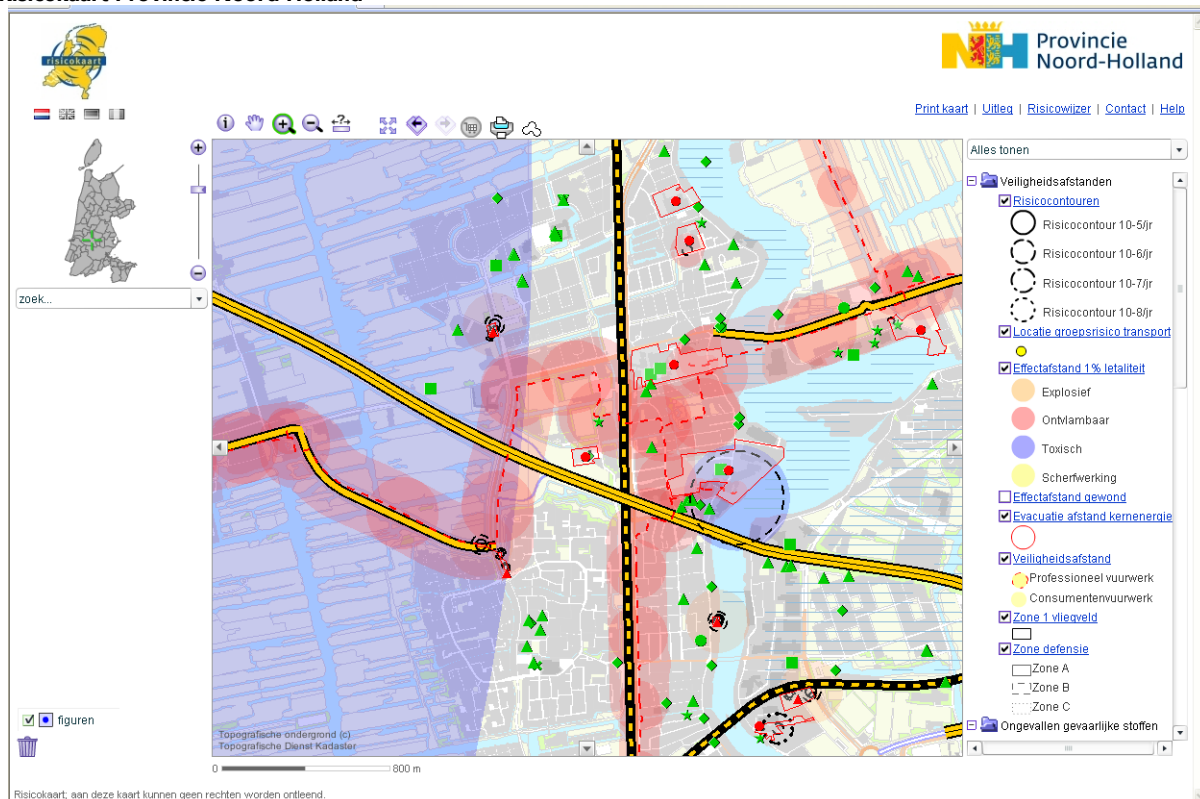 Risicokaart Provincie Noord-Holland
risicokaart
Provincie
Noord-Holland
Print kaart | Uitleg | Risicowijzer | Contact | Help
Alles tonen
zoek...
Veiligheidsafstanden
Risicocontouren
Risicocontour 10-5/jr
Risicocontour 10-6/jr
Risicocontour 10-7/jr
Risicocontour 10-8/jr
Locatie groepsrisico transport
Effectafstand 1% letaliteit
Explosief
Ontvlambaar
Toxisch
Scherfwerking
Effectafstand gewond
Evacuatie afstand kernenergie
Veiligheidsafstand
Professioneel vuurwerk
Consumentenvuurwerk
Zone 1 vliegveld
Zone defensie
Zone A
Zone B
Zone C
Ongevallen gevaarlijke stoffen
figuren
Topografische ondergrond (c)
Topografische Dienst Kadaster
0 800 m
Risicokaart; aan deze kaart kunnen geen rechten worden ontleend.